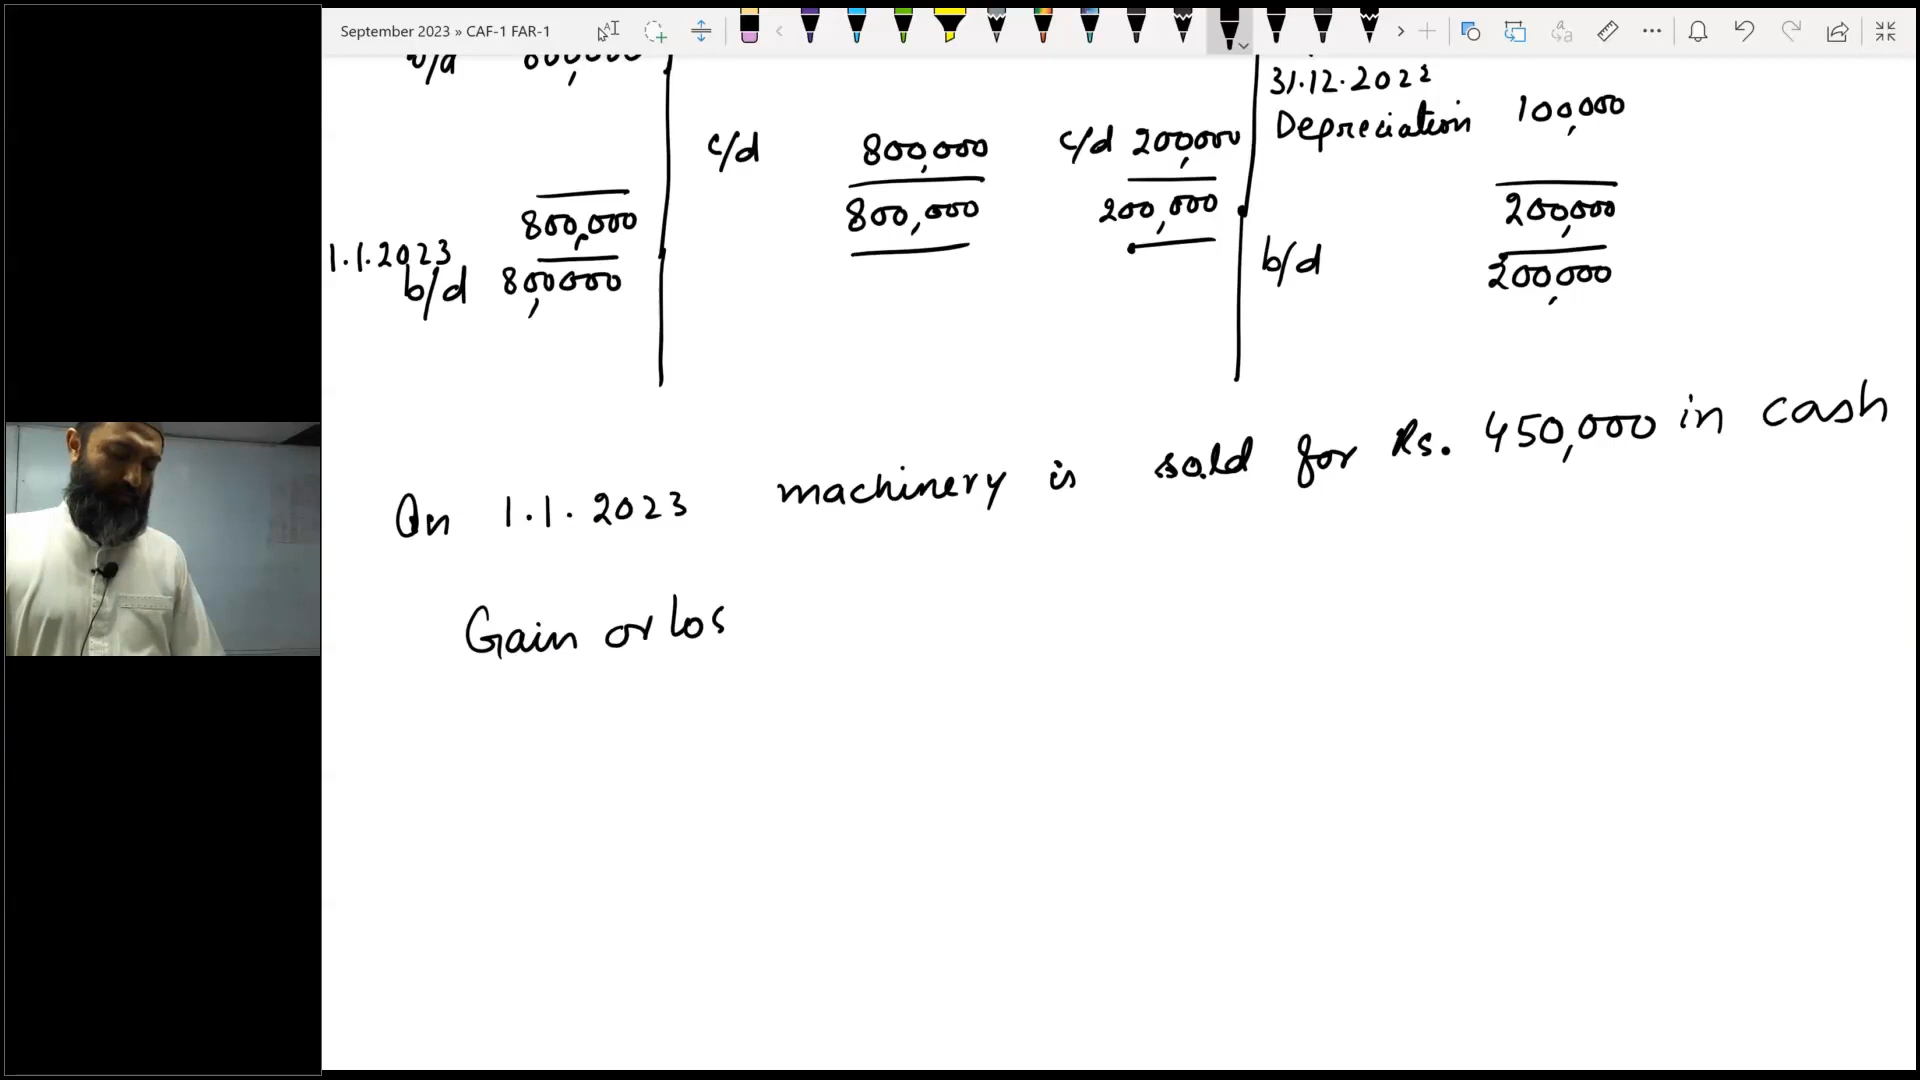 September 2023 » CAF-1 FAR-1
31.12.2022
Depreciation 100,000
c/d 800,000 c/d 200,000
800,000 800,000 200,000 200,000
1.1.2023
b/d 800,000 b/d 200,000
On 1.1.2023 machinery is sold for Rs. 450,000 in cash
Gain or Los